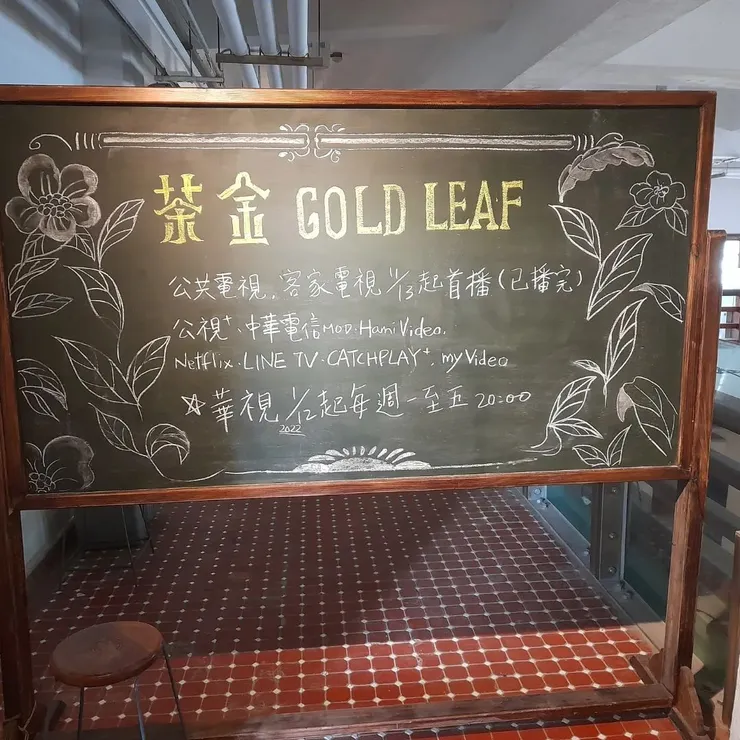 茶金 GOLD LEAF
公共電視．客家電視 11/13起首播(已播完)
公視+．中華電信MOD．Hami Video．
Netflix．LINE TV．CATCHPLAY+．myVideo
☆華視 1/12起每週一至五 20:00
2022